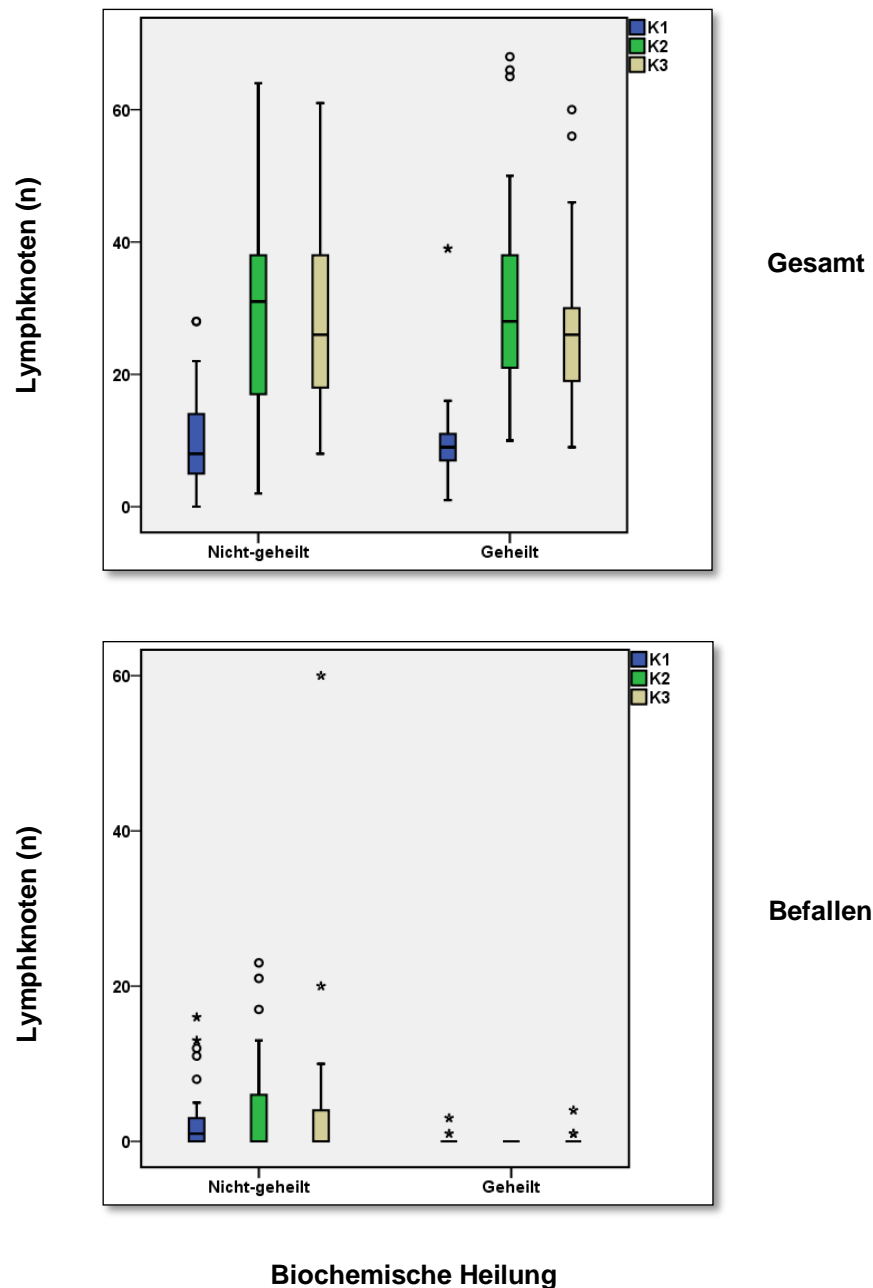 K1
K2
K3
60
40
20
0
Lymphknoten (n)
Gesamt
Nicht-geheilt Geheilt
K1
K2
K3
60
40
20
0
Lymphknoten (n)
Befallen
Nicht-geheilt Geheilt
Biochemische Heilung